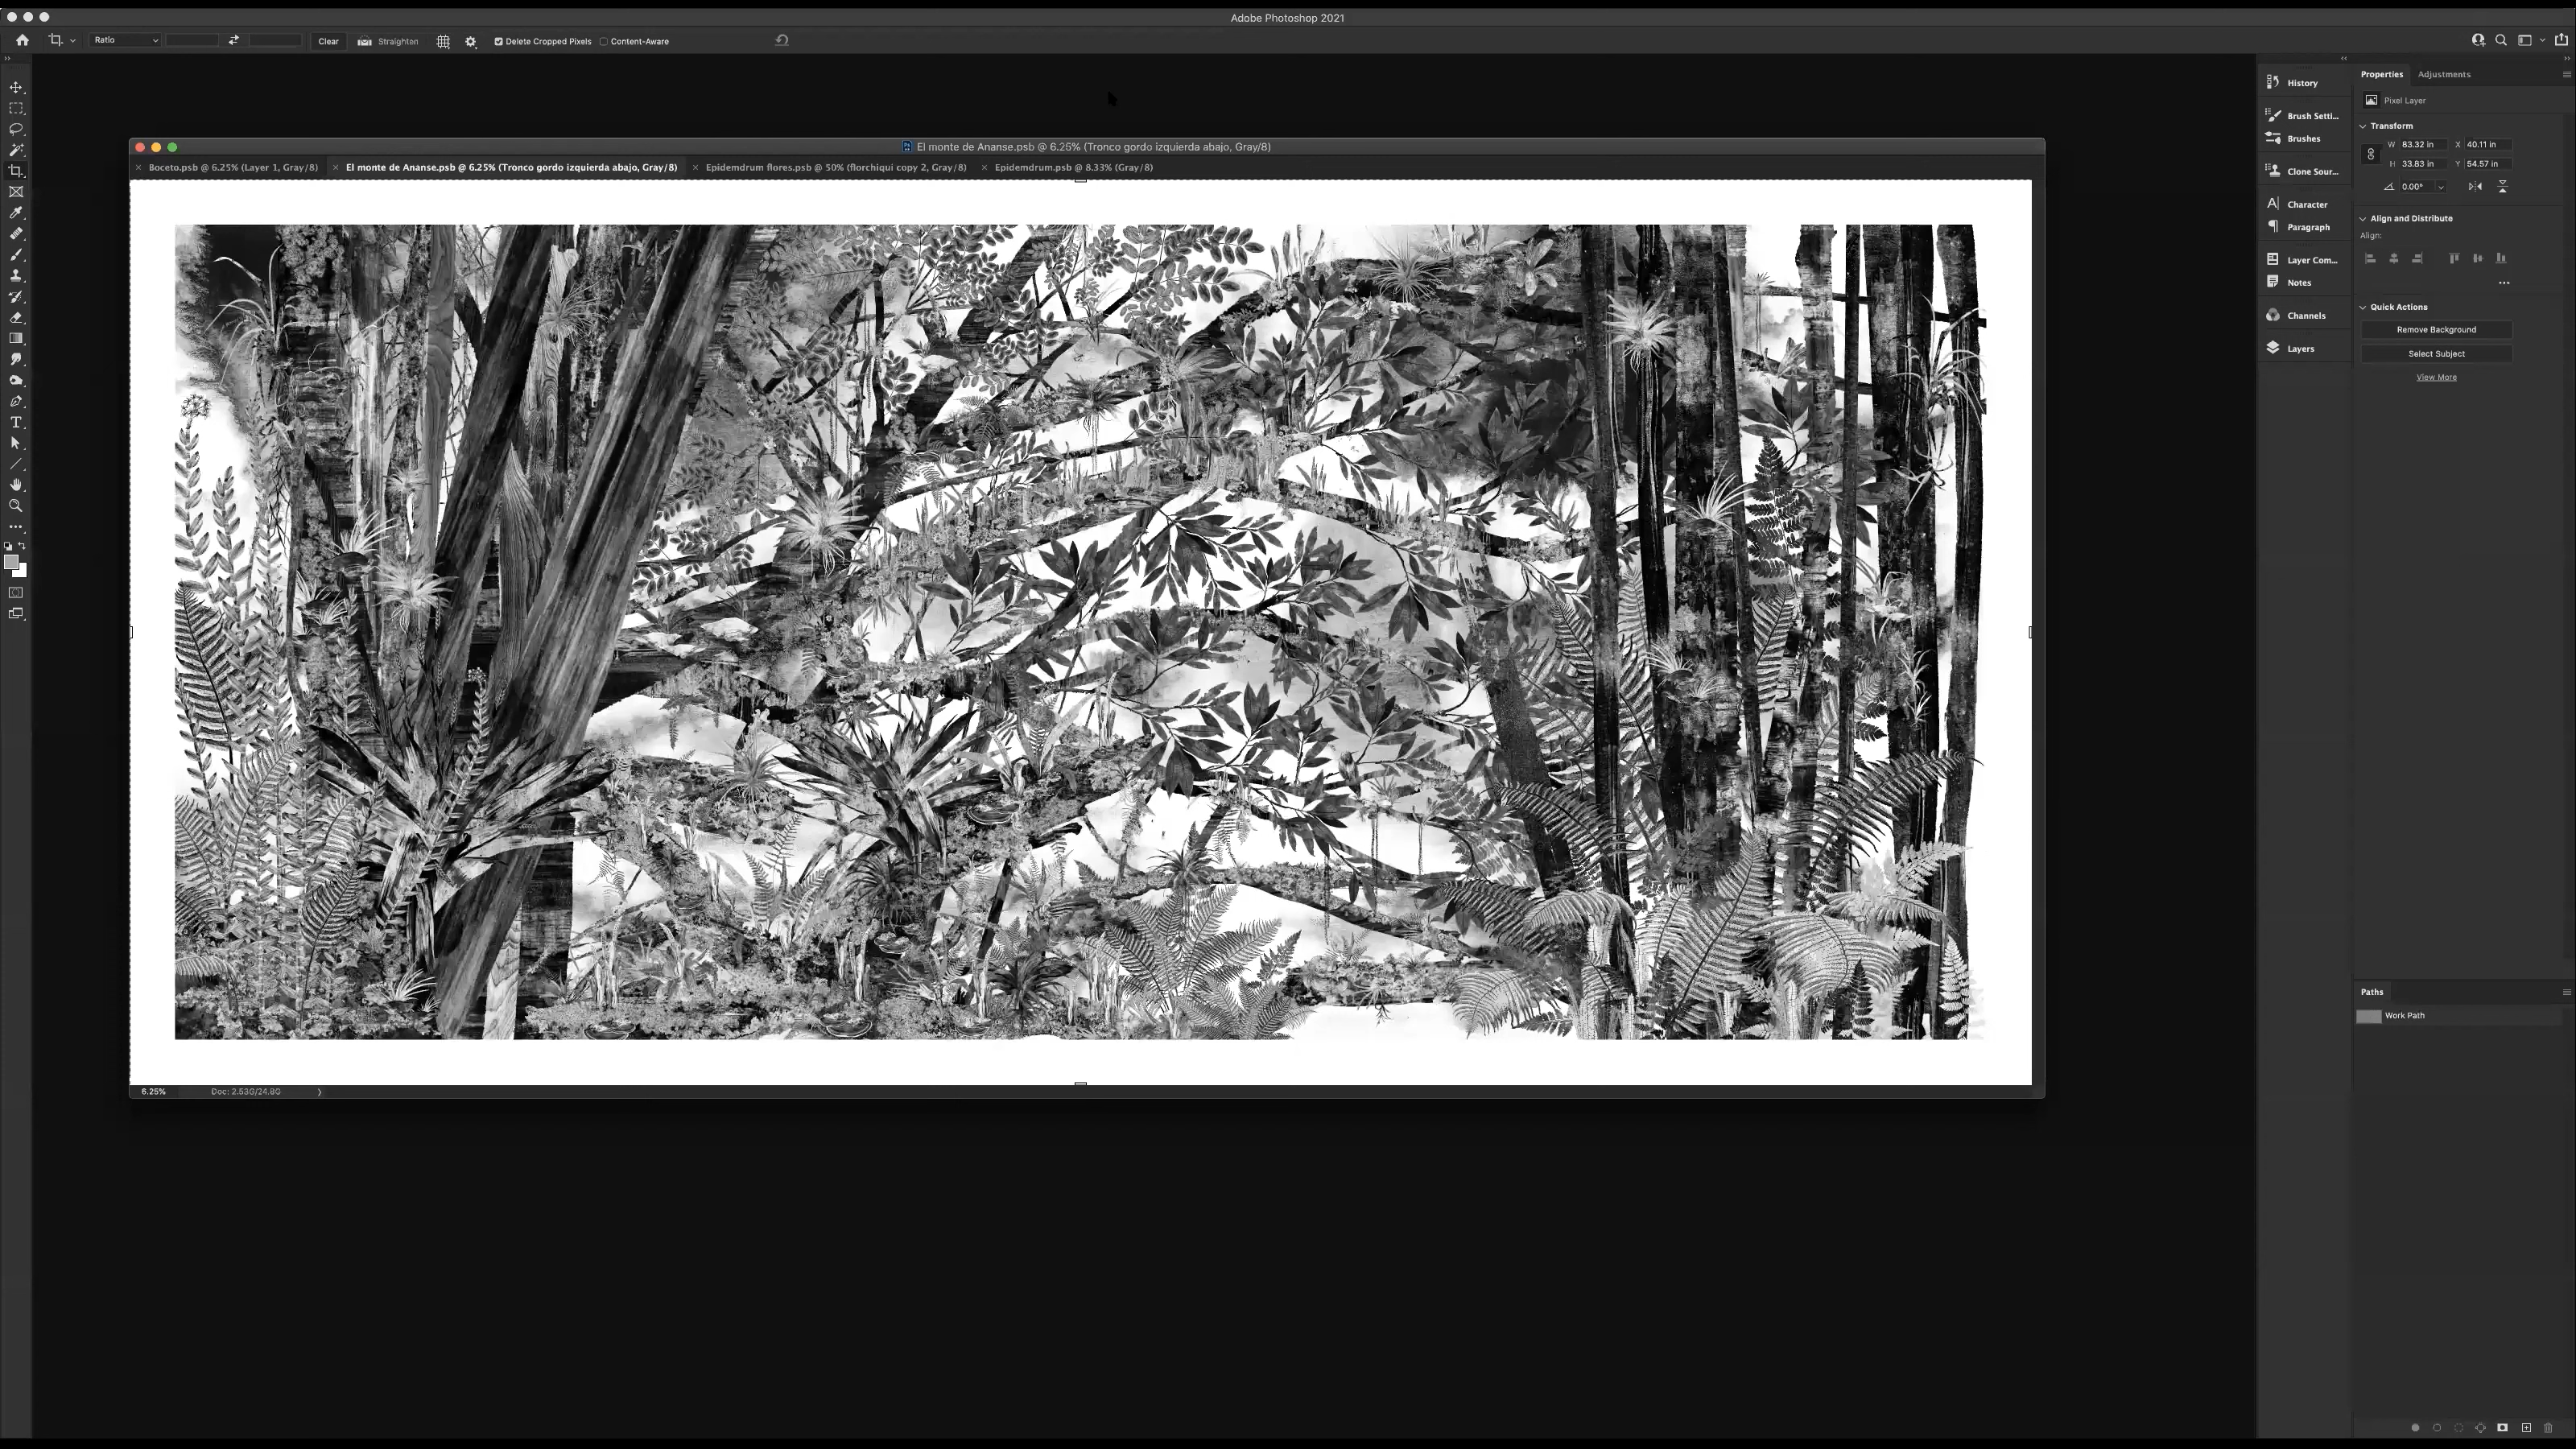 Adobe Photoshop 2021
Ratio Clear Straighten Delete Cropped Pixels Content-Aware
El monte de Ananse.psb @ 6.25% (Tronco gordo izquierda abajo, Gray/8)
Boceto.psb @ 6.25% (Layer 1, Gray/8) El monte de Ananse.psb @ 6.25% (Tronco gordo izquierda abajo, Gray/8) Epidemdrum flores.psb @ 50% (florchiqui copy 2, Gray/8) Epidemdrum.psb @ 8.33% (Gray/8)
6.25% Doc: 2.53G/24.8G
History
Brush Setti...
Brushes
Clone Sour...
Character
Paragraph
Layer Com...
Notes
Channels
Layers
Properties Adjustments
Pixel Layer
Transform
W 83.32 in X 40.11 in
H 33.83 in Y 54.57 in
0.00°
Align and Distribute
Align:
Quick Actions
Remove Background
Select Subject
View More
Paths
Work Path